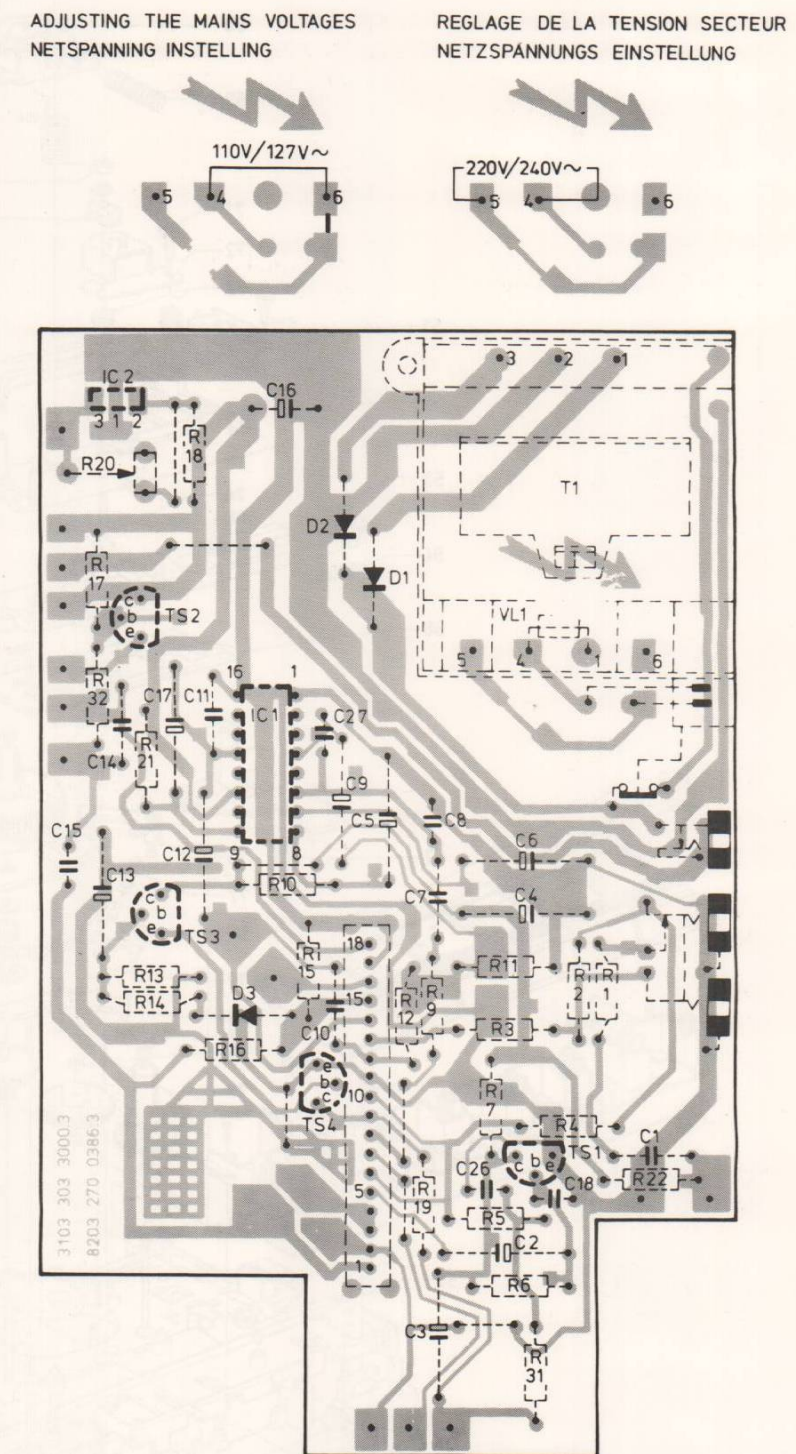 ADJUSTING THE MAINS VOLTAGES
NETSPANNING INSTELLING
REGLAGE DE LA TENSION SECTEUR
NETZSPANNUNGS EINSTELLUNG
110V/127V~
5 4 6
220V/240V~
5 4 6
IC 2
3 1 2
C16
3 2 1
R20
R 18
T1
D2
R 17
D1
TS2
c b e
VL1
5 4 1 6
R 32
C17
C11
16 1
IC1
C27
C14
R 21
C9
C15
C12
C5
C8
C13
9 8
C6
R10
C7
C4
c b e
TS3
R 15
18
R13
R11
R14
D3
15
R 12
R 9
R 2
R 1
C10
R3
R16
e b c
10
R 7
TS4
R4
TS1
C1
c b e
C26
C18
R22
3103 303 3000.3
8203 270 0386.3
5
R 19
R5
C2
1
R6
C3
R 31